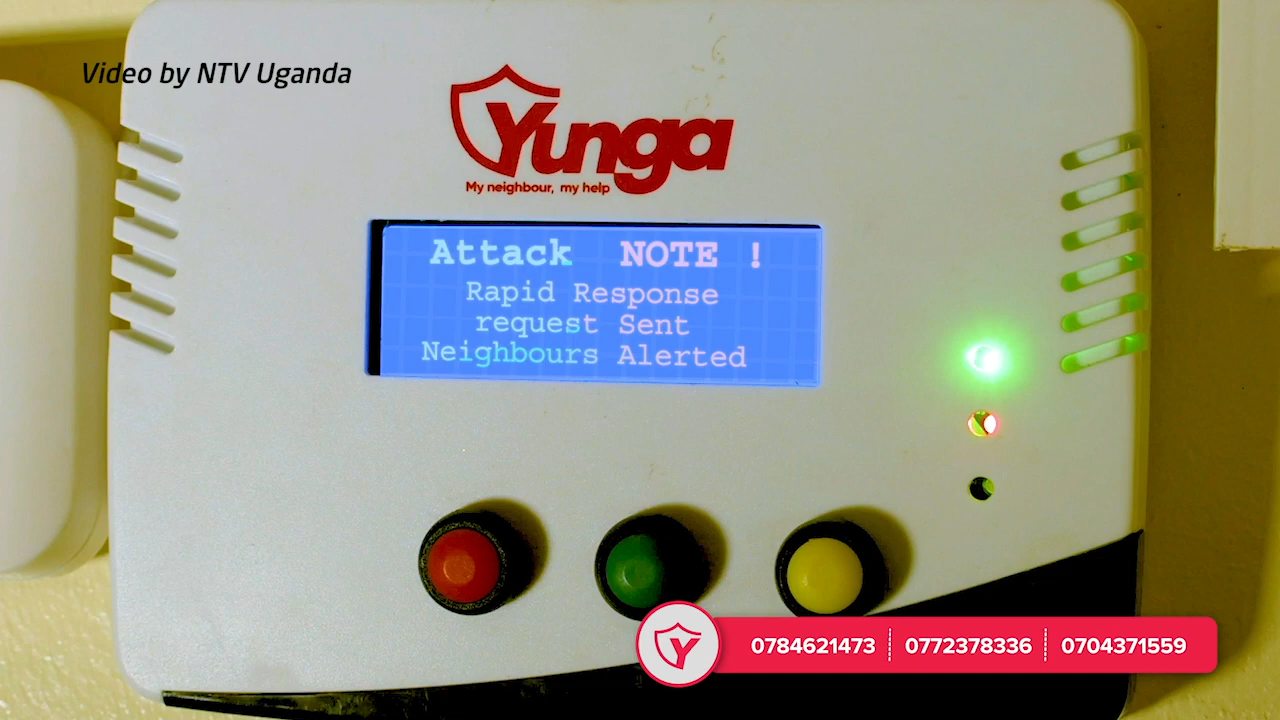 Video by NTV Uganda
Yunga
My neighbour, my help
Attack NOTE !
Rapid Response
request Sent
Neighbours Alerted
0784621473 0772378336 0704371559